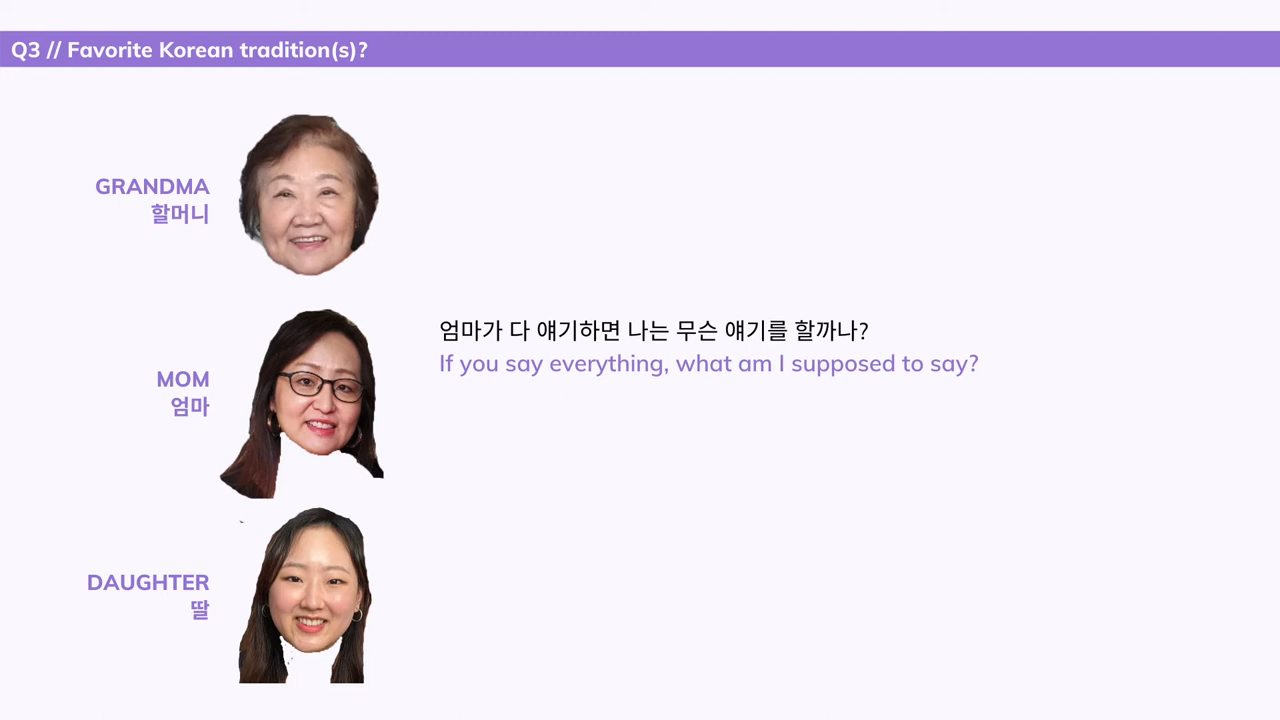 Q3 // Favorite Korean tradition(s)?
GRANDMA
할머니
엄마가 다 얘기하면 나는 무슨 얘기를 할까나?
If you say everything, what am I supposed to say?
MOM
엄마
DAUGHTER
딸